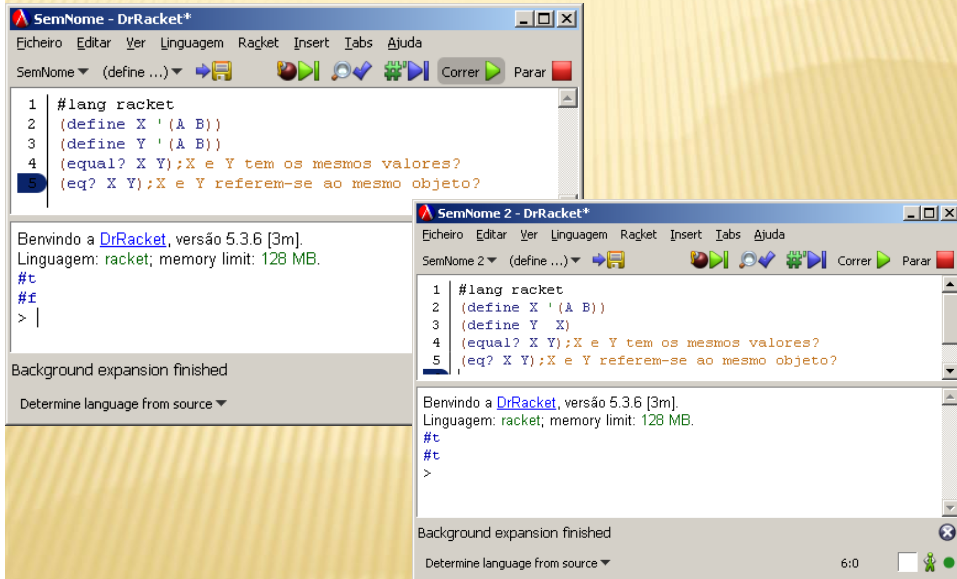 SemNome - DrRacket*
Ficheiro Editar Ver Linguagem Racket Insert Tabs Ajuda
SemNome (define ...) Correr Parar
1 #lang racket
2 (define X '(A B))
3 (define Y '(A B))
4 (equal? X Y);X e Y tem os mesmos valores?
5 (eq? X Y);X e Y referem-se ao mesmo objeto?
Benvindo a DrRacket, versão 5.3.6 [3m].
Linguagem: racket; memory limit: 128 MB.
#t
#f
>
Background expansion finished
Determine language from source
SemNome 2 - DrRacket*
Ficheiro Editar Ver Linguagem Racket Insert Tabs Ajuda
SemNome 2 (define ...) Correr Parar
1 #lang racket
2 (define X '(A B))
3 (define Y  X)
4 (equal? X Y);X e Y tem os mesmos valores?
5 (eq? X Y);X e Y referem-se ao mesmo objeto?
Benvindo a DrRacket, versão 5.3.6 [3m].
Linguagem: racket; memory limit: 128 MB.
#t
#t
>
Background expansion finished
Determine language from source 6:0